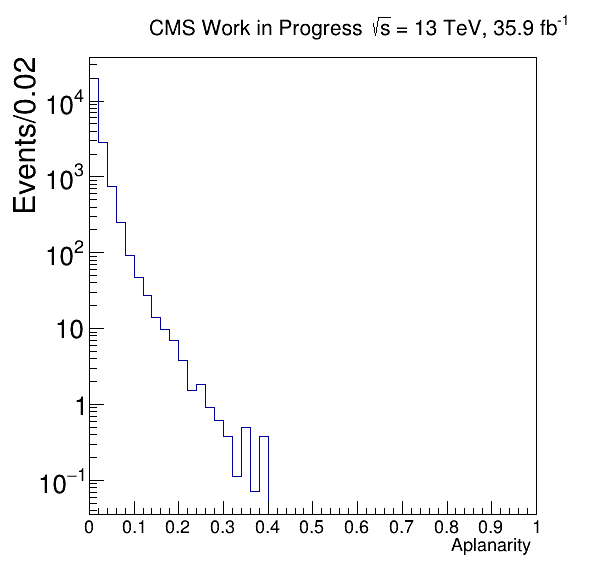 CMS Work in Progress √s = 13 TeV, 35.9 fb⁻¹
Events/0.02
10⁴
10³
10²
10
1
10⁻¹
0 0.1 0.2 0.3 0.4 0.5 0.6 0.7 0.8 0.9 1
Aplanarity